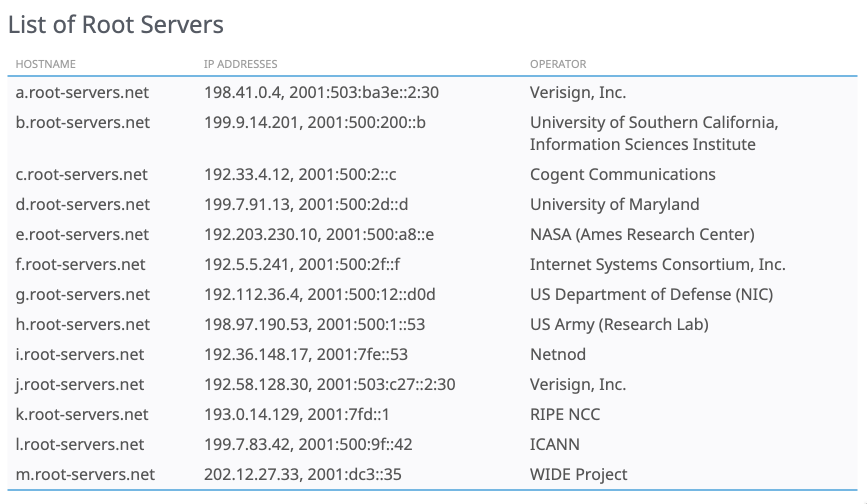 List of Root Servers
HOSTNAME IP ADDRESSES OPERATOR
a.root-servers.net 198.41.0.4, 2001:503:ba3e::2:30 Verisign, Inc.
b.root-servers.net 199.9.14.201, 2001:500:200::b University of Southern California,
Information Sciences Institute
c.root-servers.net 192.33.4.12, 2001:500:2::c Cogent Communications
d.root-servers.net 199.7.91.13, 2001:500:2d::d University of Maryland
e.root-servers.net 192.203.230.10, 2001:500:a8::e NASA (Ames Research Center)
f.root-servers.net 192.5.5.241, 2001:500:2f::f Internet Systems Consortium, Inc.
g.root-servers.net 192.112.36.4, 2001:500:12::d0d US Department of Defense (NIC)
h.root-servers.net 198.97.190.53, 2001:500:1::53 US Army (Research Lab)
i.root-servers.net 192.36.148.17, 2001:7fe::53 Netnod
j.root-servers.net 192.58.128.30, 2001:503:c27::2:30 Verisign, Inc.
k.root-servers.net 193.0.14.129, 2001:7fd::1 RIPE NCC
l.root-servers.net 199.7.83.42, 2001:500:9f::42 ICANN
m.root-servers.net 202.12.27.33, 2001:dc3::35 WIDE Project